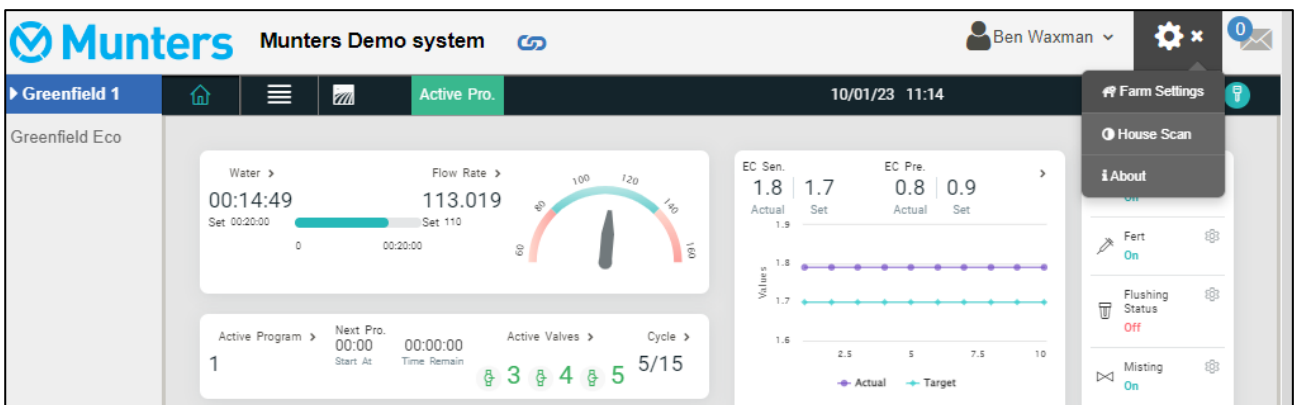 Munters
Munters Demo system
Ben Waxman
0
Greenfield 1
Active Pro.
10/01/23 11:14
Greenfield Eco
Farm Settings
House Scan
About
Water >
00:14:49
Set 00:20:00
0 00:20:00
Flow Rate >
113.019
Set 110
60 80 100 120 140 160
EC Sen.
1.8 | 1.7
Actual Set
EC Pre.
0.8 | 0.9
Actual Set
>
Values
1.9
1.8
1.7
1.6
2.5 5 7.5 10
Actual Target
On
Fert
On
Flushing
Status
Off
Misting
On
Active Program >
1
Next Pro.
00:00
Start At
00:00:00
Time Remain
Active Valves >
3 4 5
Cycle >
5/15